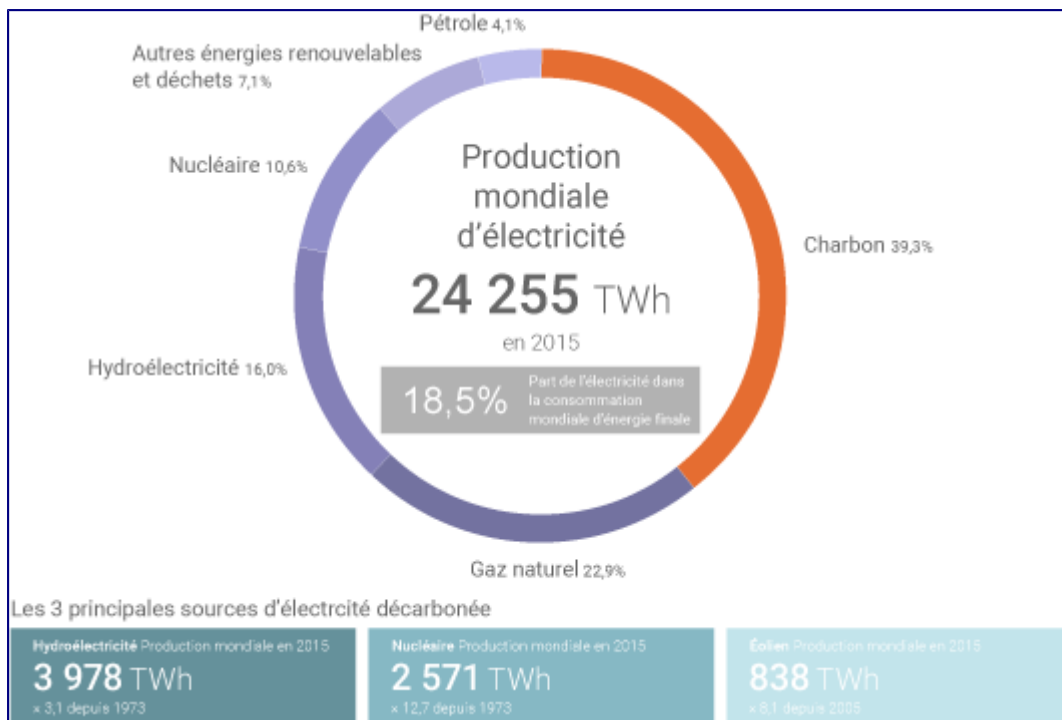 Pétrole 4,1%
Autres énergies renouvelables
et déchets 7,1%
Nucléaire 10,6%
Production
mondiale
d'électricité
Charbon 39,3%
24 255 TWh
en 2015
Hydroélectricité 16,0%
18,5%
Part de l'électricité dans
la consommation
mondiale d'énergie finale
Gaz naturel 22,9%
Les 3 principales sources d'électrcité décarbonée
Hydroélectricité Production mondiale en 2015
3 978 TWh
× 3,1 depuis 1973
Nucléaire Production mondiale en 2015
2 571 TWh
× 12,7 depuis 1973
Éolien Production mondiale en 2015
838 TWh
× 8,1 depuis 2005